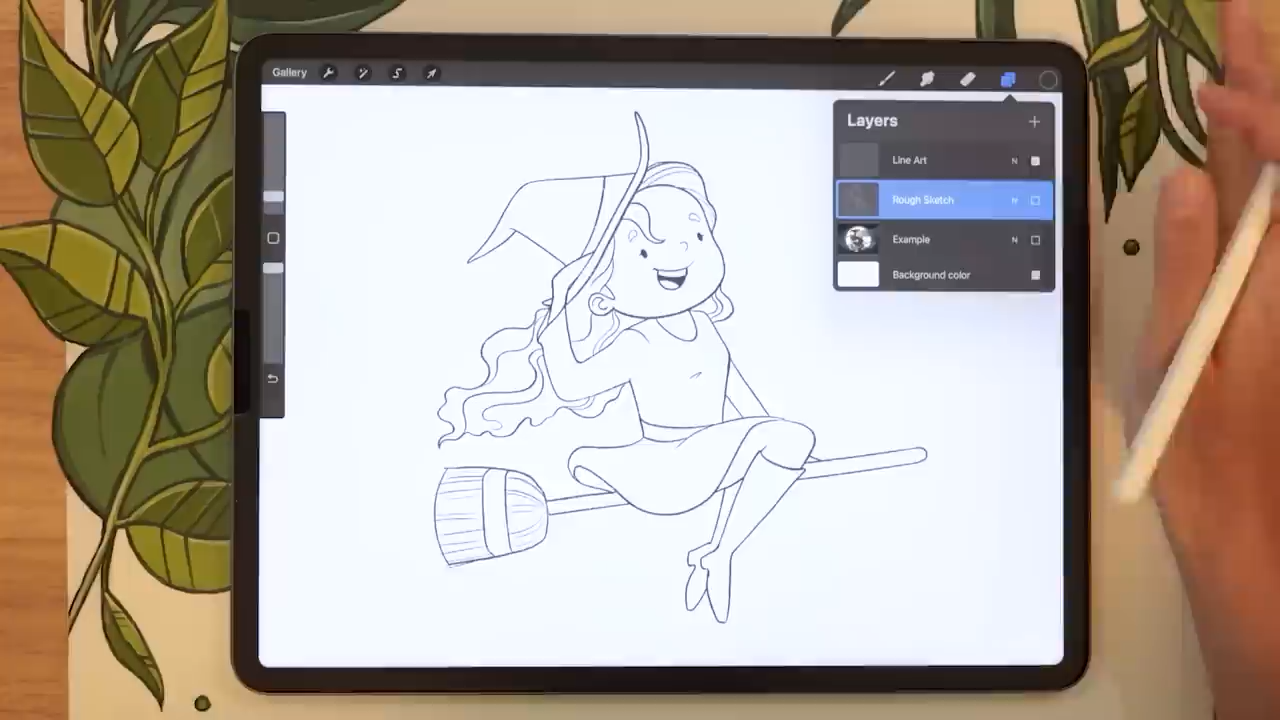 Gallery
Layers
Line Art N
Rough Sketch N
Example N
Background color